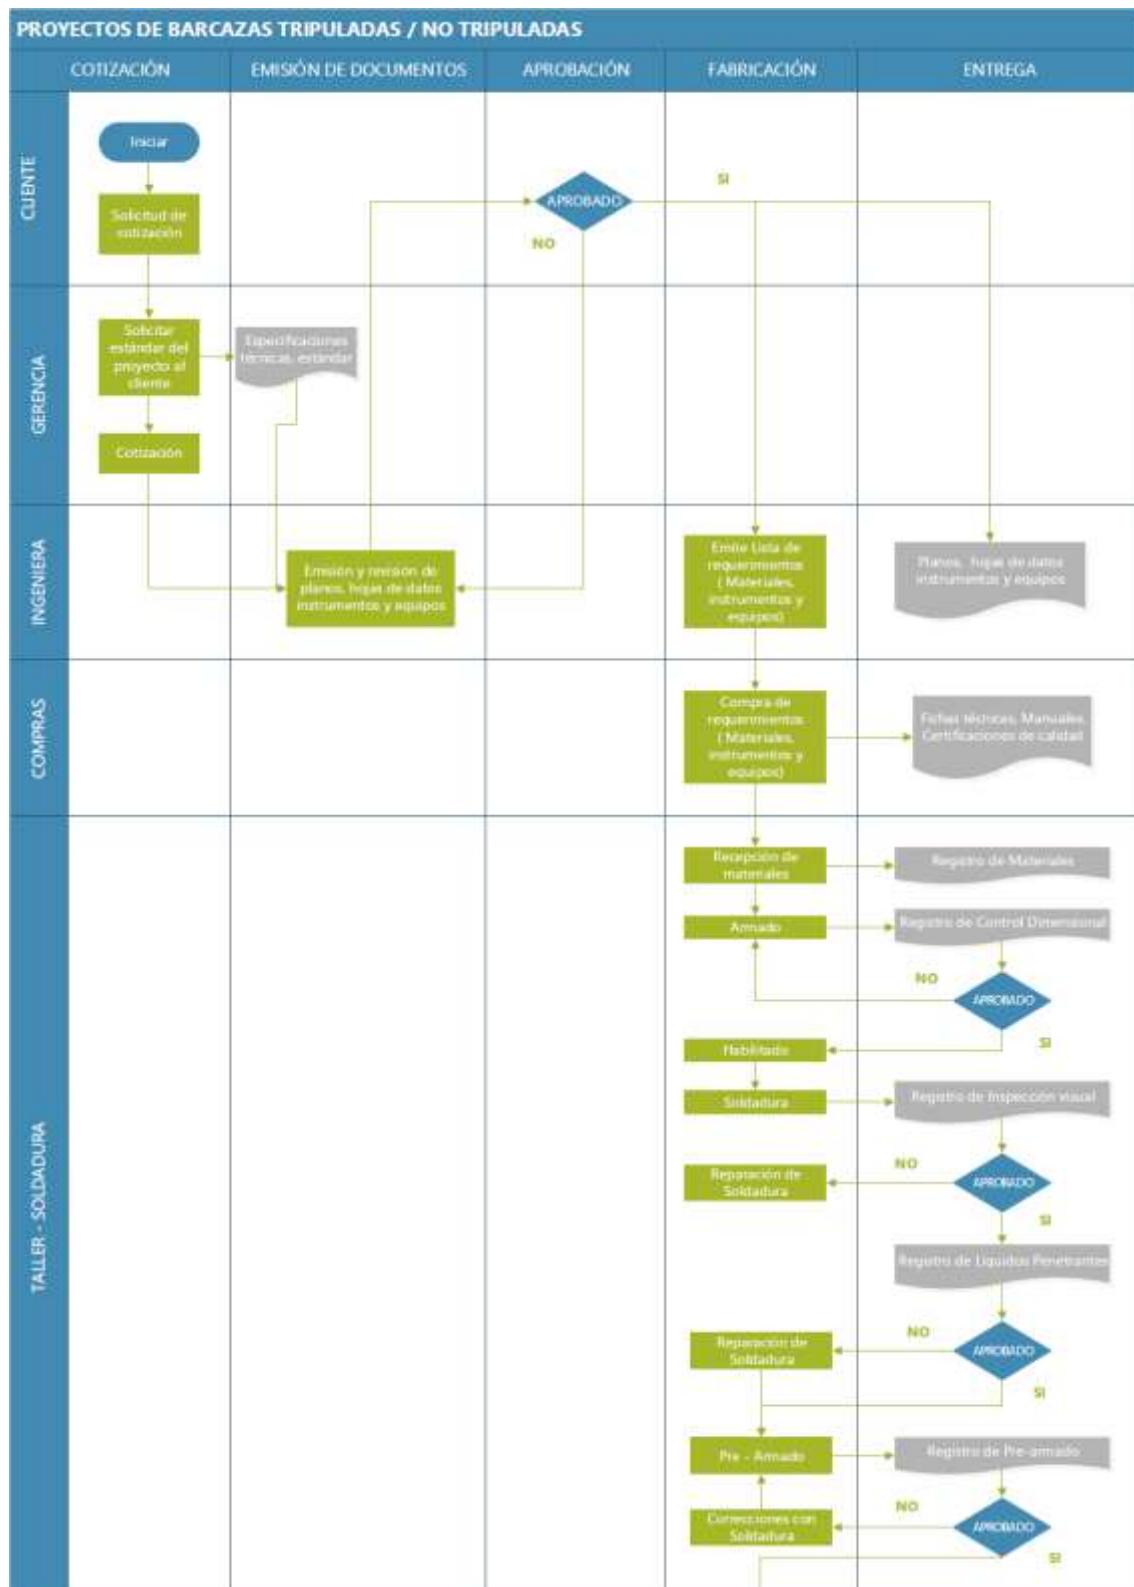 PROYECTOS DE BARCAZAS TRIPULADAS / NO TRIPULADAS
COTIZACIÓN
EMISIÓN DE DOCUMENTOS
APROBACIÓN
FABRICACIÓN
ENTREGA
CLIENTE
Iniciar
Solicitud de
cotización
APROBADO
SI
NO
GERENCIA
Solicitar
estándar del
proyecto al
cliente
Especificaciones
técnicas, estándar
Cotización
INGENIERA
Emisión y revisión de
planos, hojas de datos
instrumentos y equipos
Emite Lista de
requerimientos
( Materiales,
instrumentos y
equipos)
Planos, hojas de datos
instrumentos y equipos
COMPRAS
Compra de
requerimientos
( Materiales,
instrumentos y
equipos)
Fichas técnicas, Manuales,
Certificaciones de calidad
TALLER - SOLDADURA
Recepción de
materiales
Registro de Materiales
Armado
Registro de Control Dimensional
NO
APROBADO
SI
Habilitado
Soldadura
Registro de Inspección visual
NO
Reparación de
Soldadura
APROBADO
SI
Registro de Liquidos Penetrantes
NO
Reparación de
Soldadura
APROBADO
SI
Pre - Armado
Registro de Pre-armado
NO
Correcciones con
Soldadura
APROBADO
SI